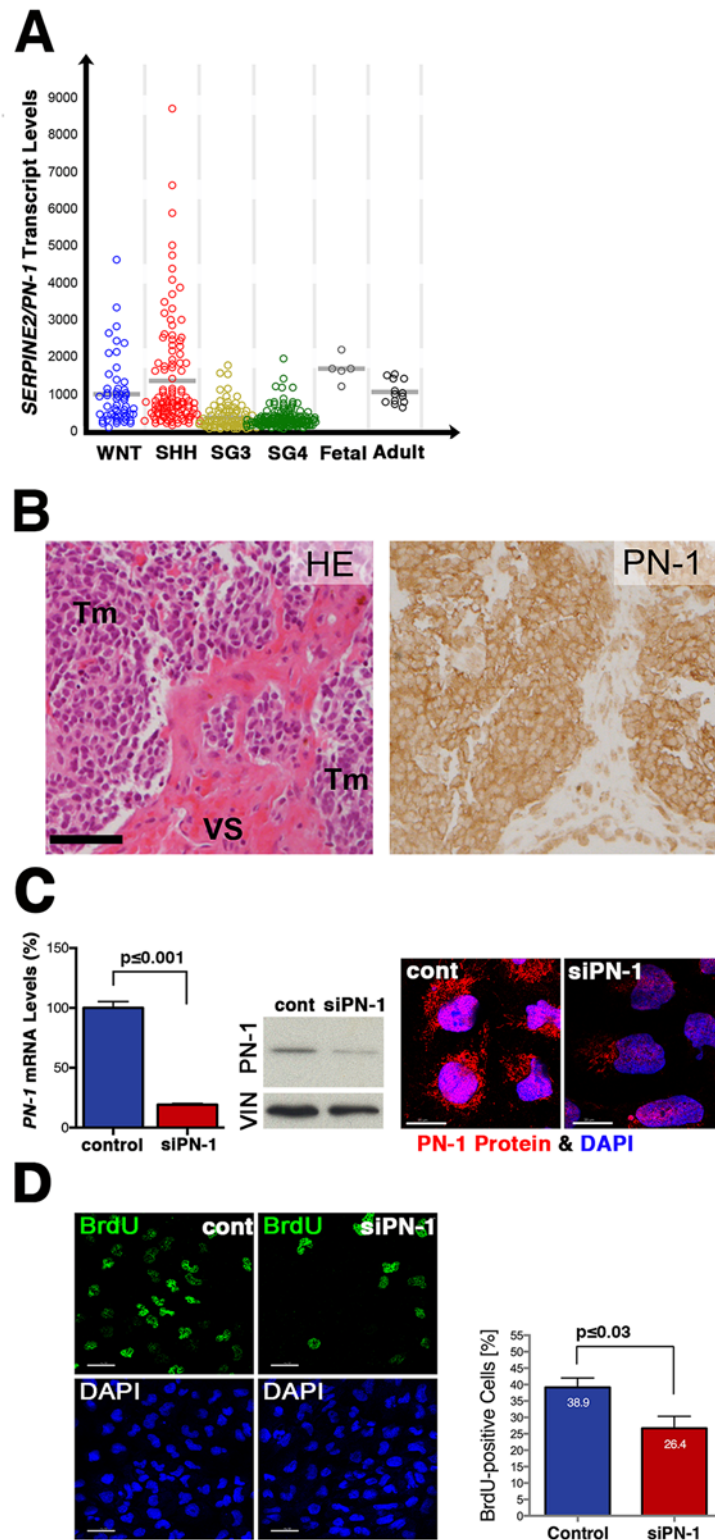 A
SERPINE2/PN-1 Transcript Levels
9000
8000
7000
6000
5000
4000
3000
2000
1000
0
WNT SHH SG3 SG4 Fetal Adult
B
HE
Tm
Tm
VS
PN-1
C
PN-1 mRNA Levels (%)
150
100
50
0
p≤0.001
control siPN-1
cont siPN-1
PN-1
VIN
cont
siPN-1
PN-1 Protein & DAPI
D
BrdU cont
BrdU siPN-1
DAPI
DAPI
BrdU-positive Cells [%]
55
50
45
40
35
30
25
20
15
10
5
0
p≤0.03
38.9
26.4
Control siPN-1